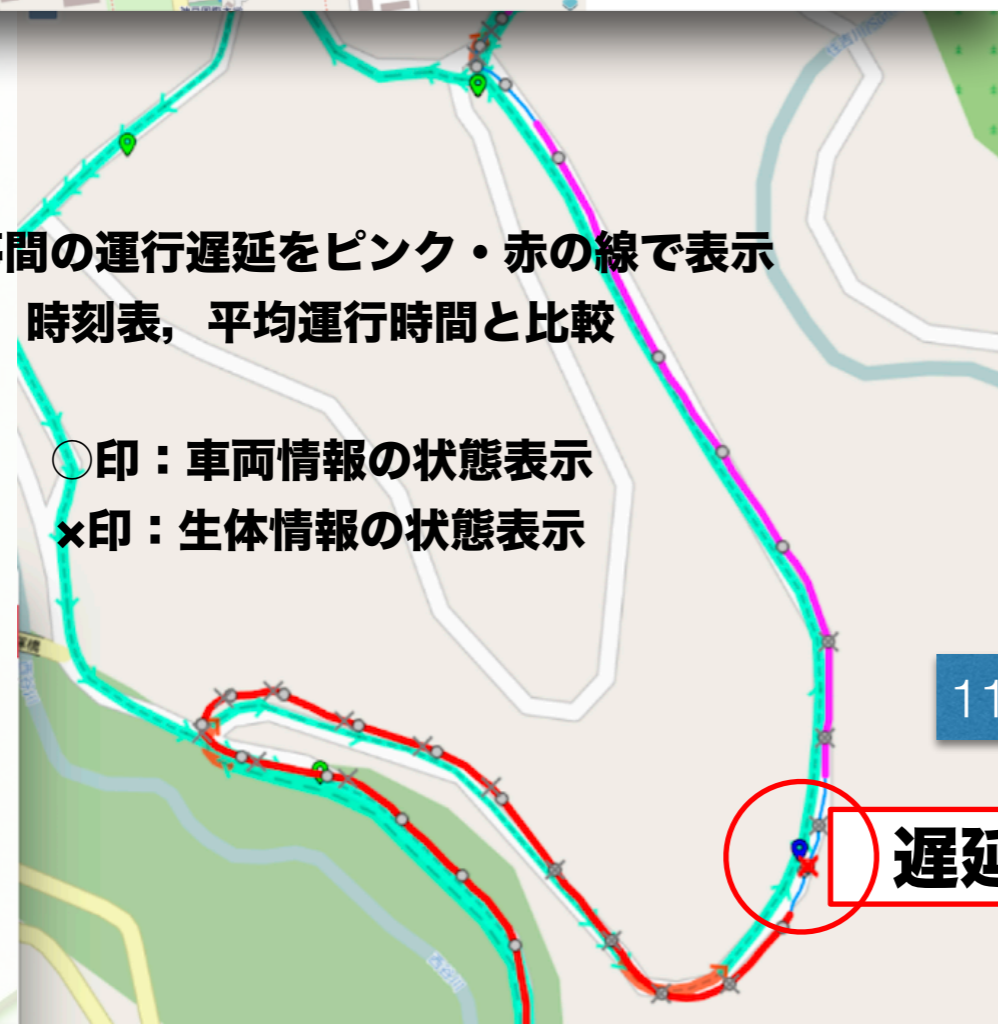 間の運行遅延をピンク・赤の線で表示
時刻表，平均運行時間と比較
○印：車両情報の状態表示
×印：生体情報の状態表示
11
遅延